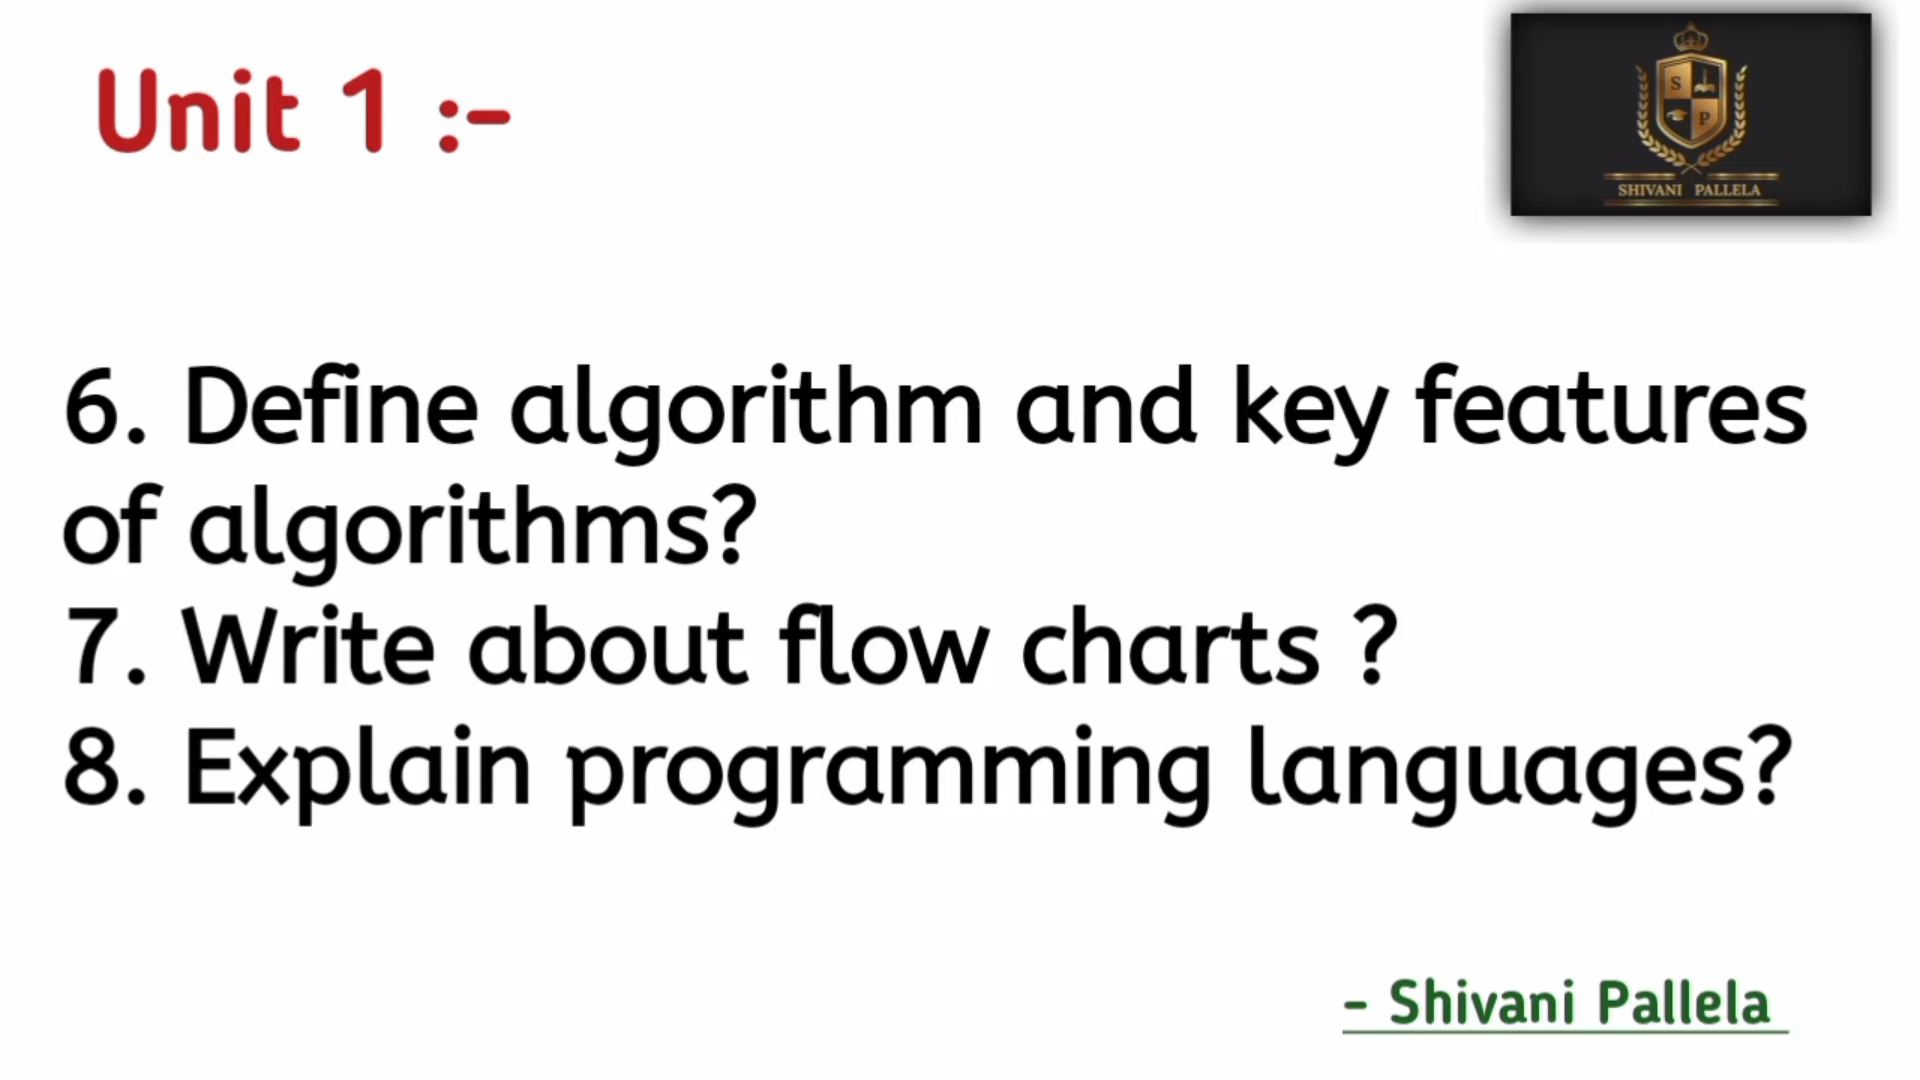 Unit 1 :-
S
P
SHIVANI PALLELA
6. Define algorithm and key features
of algorithms?
7. Write about flow charts ?
8. Explain programming languages?
- Shivani Pallela